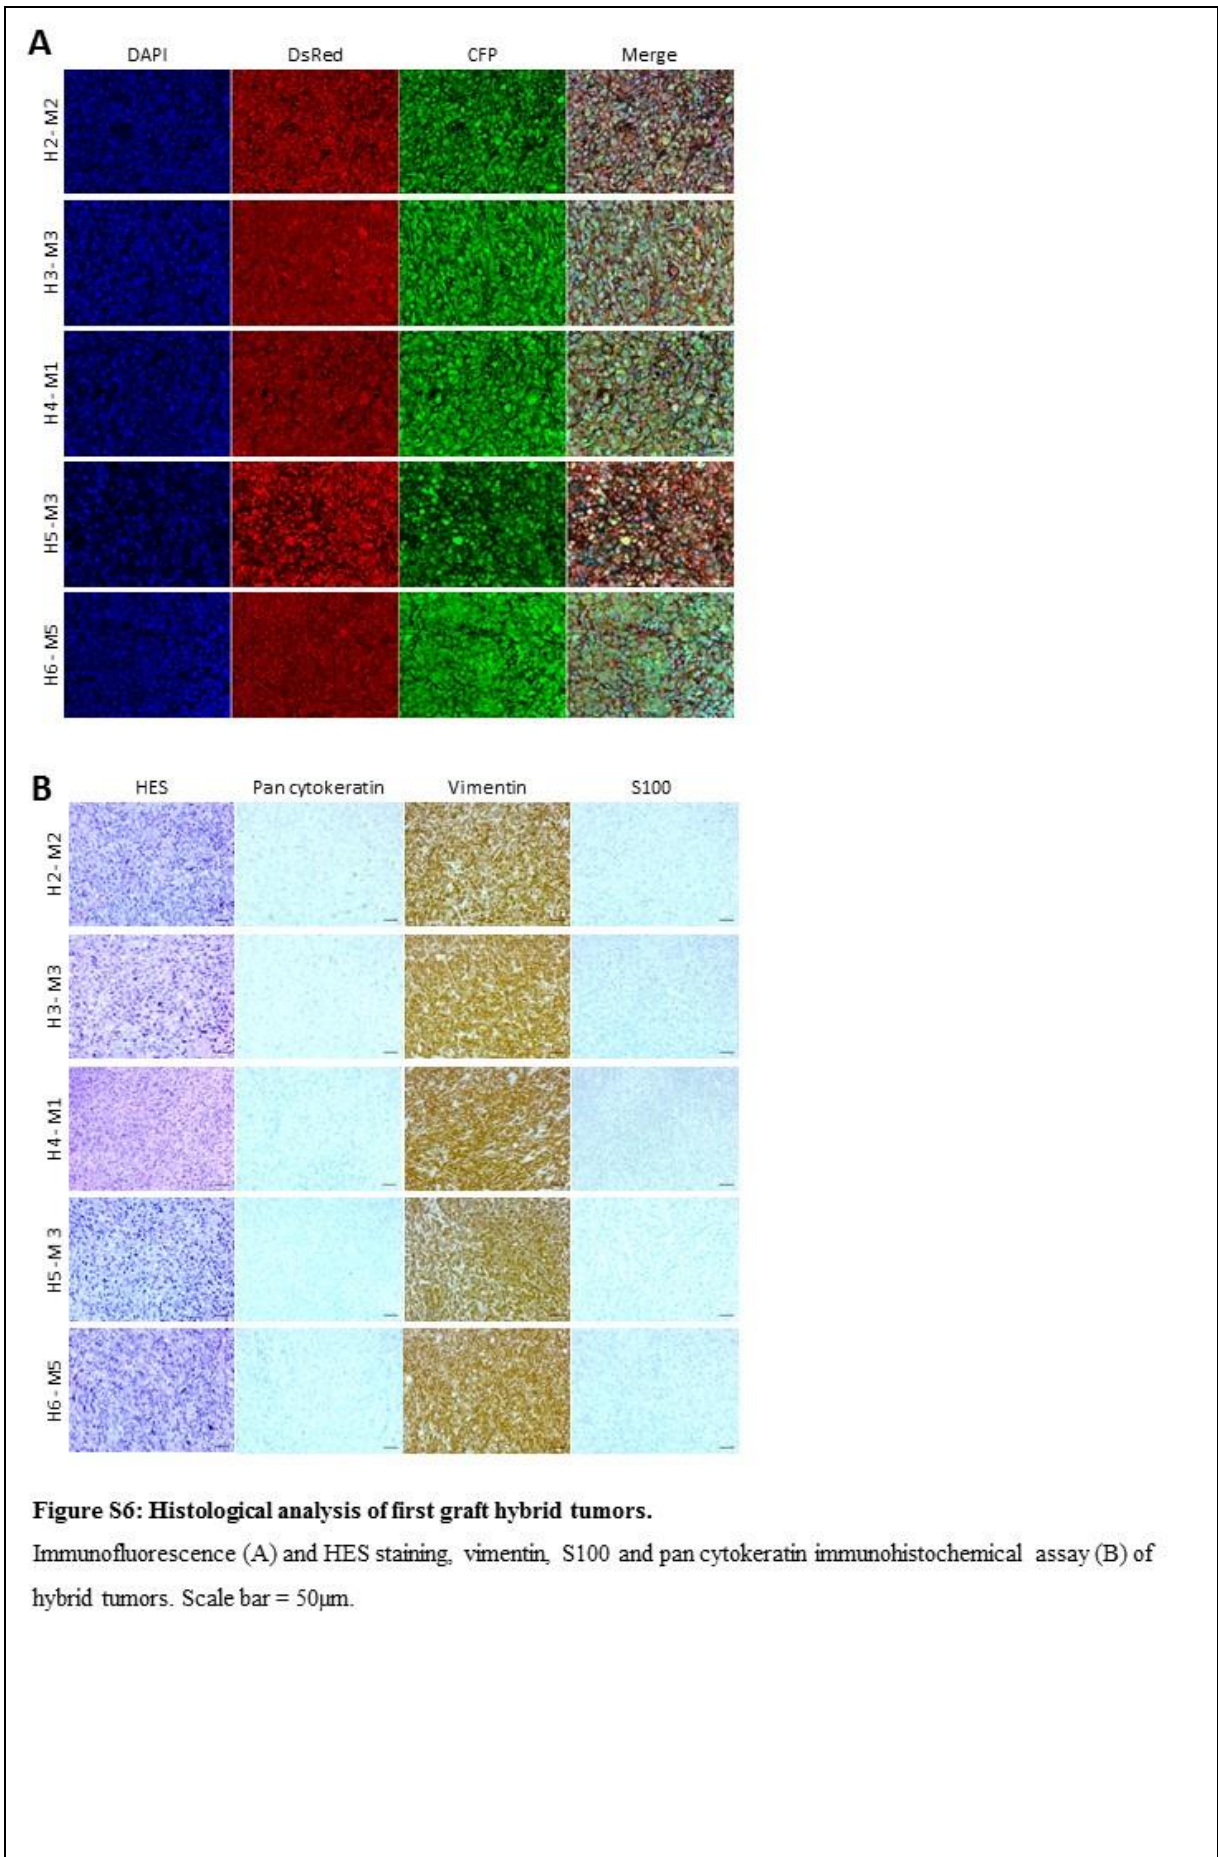 A
DAPI DsRed CFP Merge
H2 - M2
H3 - M3
H4 - M1
H5 - M3
H6 - M5
B
HES Pan cytokeratin Vimentin S100
H2 - M2
H3 - M3
H4 - M1
H5 - M 3
H6 - M5
Figure S6: Histological analysis of first graft hybrid tumors.
Immunofluorescence (A) and HES staining, vimentin, S100 and pan cytokeratin immunohistochemical assay (B) of
hybrid tumors. Scale bar = 50µm.